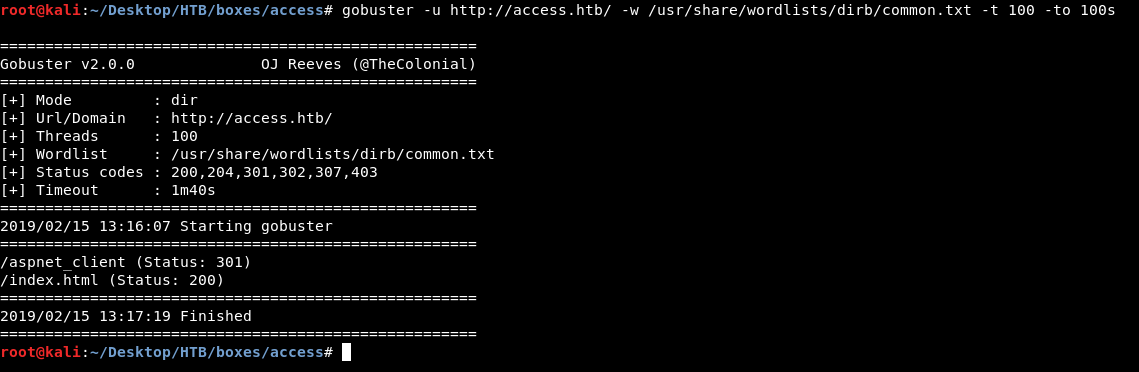 root@kali:~/Desktop/HTB/boxes/access# gobuster -u http://access.htb/ -w /usr/share/wordlists/dirb/common.txt -t 100 -to 100s
=====================================================
Gobuster v2.0.0              OJ Reeves (@TheColonial)
=====================================================
[+] Mode         : dir
[+] Url/Domain   : http://access.htb/
[+] Threads      : 100
[+] Wordlist     : /usr/share/wordlists/dirb/common.txt
[+] Status codes : 200,204,301,302,307,403
[+] Timeout      : 1m40s
=====================================================
2019/02/15 13:16:07 Starting gobuster
=====================================================
/aspnet_client (Status: 301)
/index.html (Status: 200)
=====================================================
2019/02/15 13:17:19 Finished
=====================================================
root@kali:~/Desktop/HTB/boxes/access#